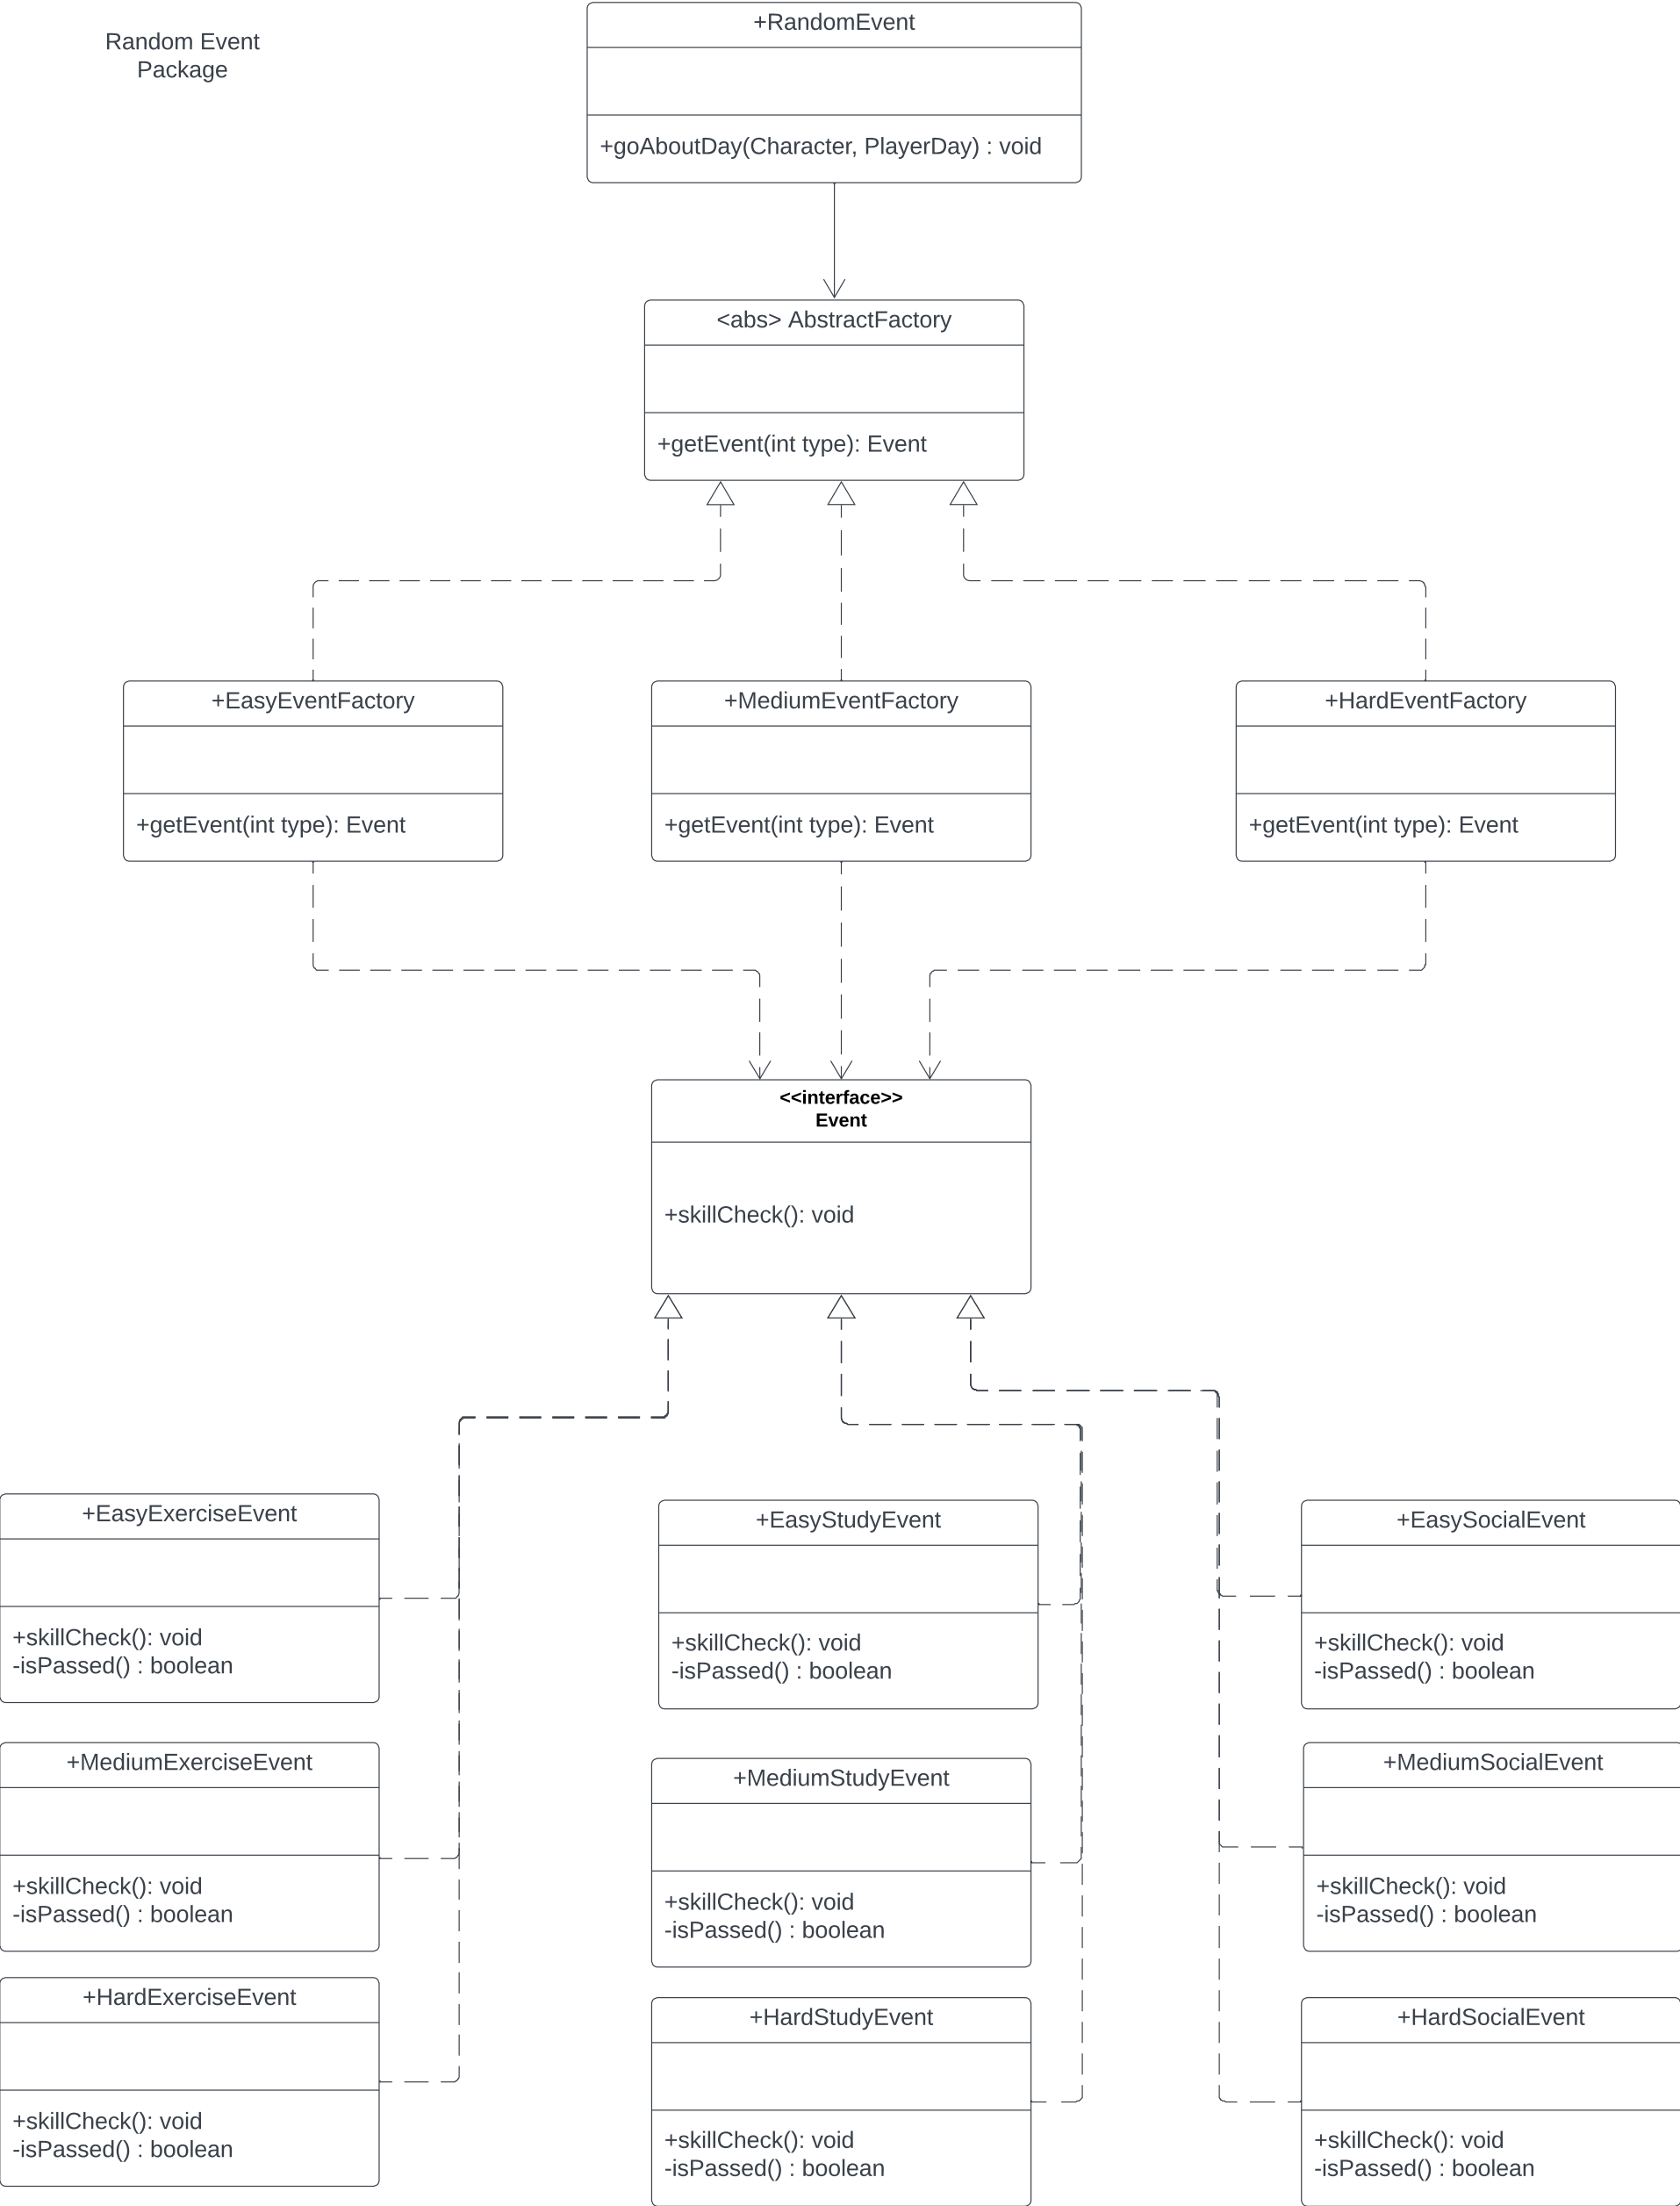 Random Event
Package
+RandomEvent
+goAboutDay(Character, PlayerDay) : void
<abs> AbstractFactory
+getEvent(int type): Event
+EasyEventFactory
+getEvent(int type): Event
+MediumEventFactory
+getEvent(int type): Event
+HardEventFactory
+getEvent(int type): Event
<<interface>>
Event
+skillCheck(): void
+EasyExerciseEvent
+skillCheck(): void
-isPassed() : boolean
+EasyStudyEvent
+skillCheck(): void
-isPassed() : boolean
+EasySocialEvent
+skillCheck(): void
-isPassed() : boolean
+MediumExerciseEvent
+skillCheck(): void
-isPassed() : boolean
+MediumStudyEvent
+skillCheck(): void
-isPassed() : boolean
+MediumSocialEvent
+skillCheck(): void
-isPassed() : boolean
+HardExerciseEvent
+skillCheck(): void
-isPassed() : boolean
+HardStudyEvent
+skillCheck(): void
-isPassed() : boolean
+HardSocialEvent
+skillCheck(): void
-isPassed() : boolean